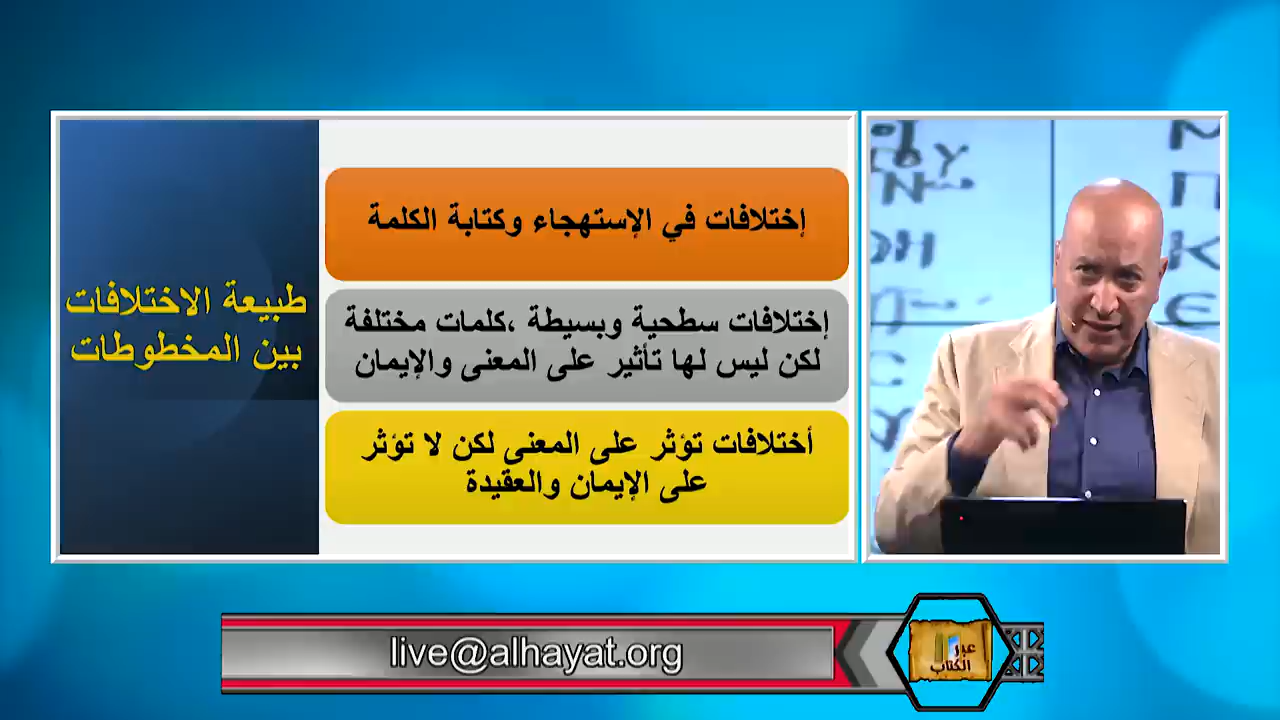 طبيعة الاختلافات
بين المخطوطات
إختلافات في الإستهجاء وكتابة الكلمة
إختلافات سطحية وبسيطة ،كلمات مختلفة
لكن ليس لها تأثير على المعنى والإيمان
أختلافات تؤثر على المعنى لكن لا تؤثر
على الإيمان والعقيدة
live@alhayat.org
عبر
الكتاب